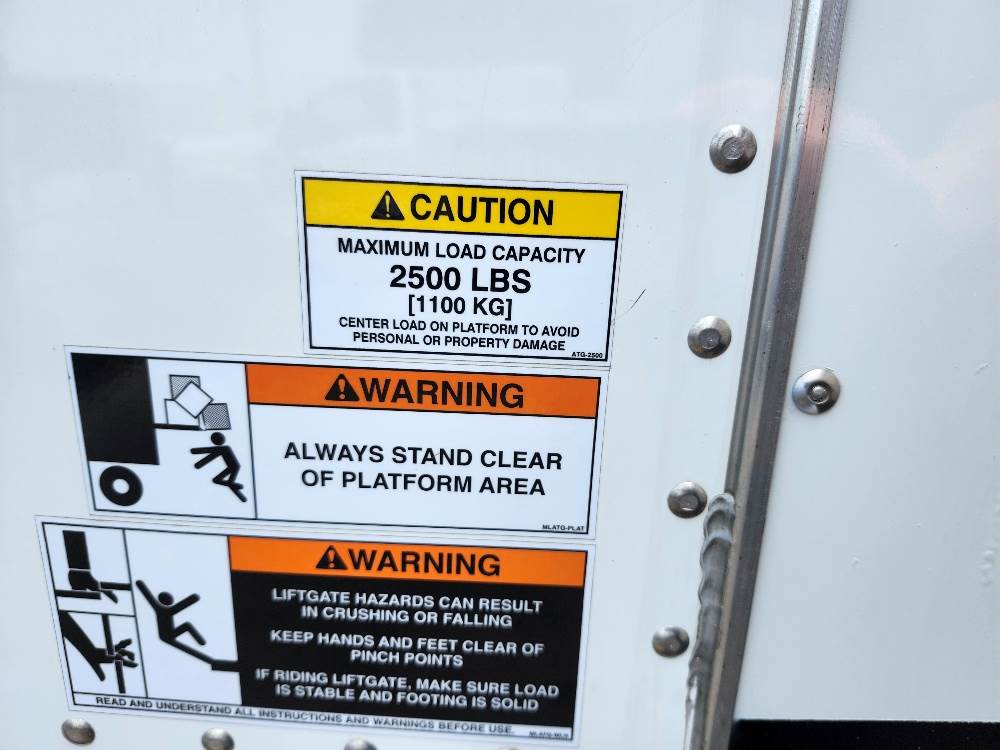 CAUTION
MAXIMUM LOAD CAPACITY
2500 LBS
[1100 KG]
CENTER LOAD ON PLATFORM TO AVOID
PERSONAL OR PROPERTY DAMAGE
ATG-2500
WARNING
ALWAYS STAND CLEAR
OF PLATFORM AREA
MLATG-PLAT
WARNING
LIFTGATE HAZARDS CAN RESULT
IN CRUSHING OR FALLING
KEEP HANDS AND FEET CLEAR OF
PINCH POINTS
IF RIDING LIFTGATE, MAKE SURE LOAD
IS STABLE AND FOOTING IS SOLID
READ AND UNDERSTAND ALL INSTRUCTIONS AND WARNINGS BEFORE USE.